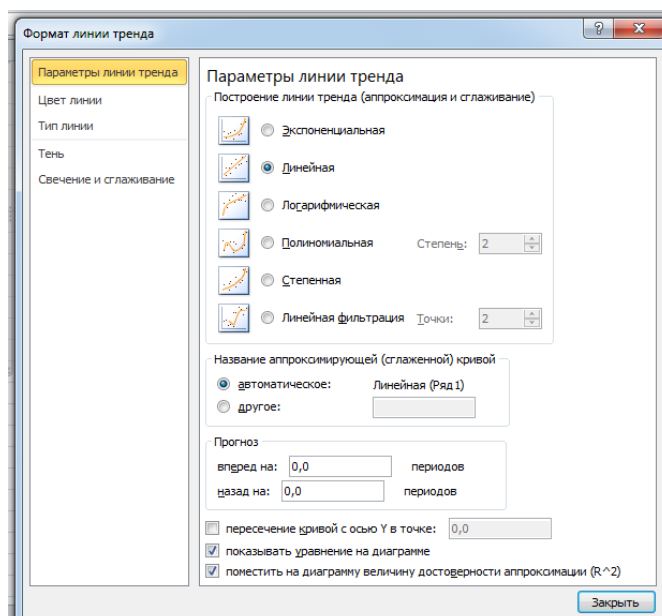 Формат линии тренда
Параметры линии тренда
Цвет линии
Тип линии
Тень
Свечение и сглаживание
Параметры линии тренда
Построение линии тренда (аппроксимация и сглаживание)
Экспоненциальная
Линейная
Логарифмическая
Полиномиальная Степень: 2
Степенная
Линейная фильтрация Точки: 2
Название аппроксимирующей (сглаженной) кривой
автоматическое: Линейная (Ряд1)
другое:
Прогноз
вперед на: 0,0 периодов
назад на: 0,0 периодов
пересечение кривой с осью Y в точке: 0,0
показывать уравнение на диаграмме
поместить на диаграмму величину достоверности аппроксимации (R^2)
Закрыть